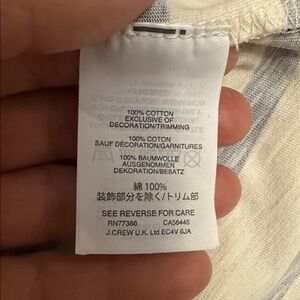 100% COTTON
EXCLUSIVE OF
DECORATION/TRIMMING
100% COTON
SAUF DÉCORATION/GARNITURES
100% BAUMWOLLE
AUSGENOMMEN
DEKORATION/BESATZ
綿 100%
装飾部分を除く/トリム部
SEE REVERSE FOR CARE
RN77388 CA56445
J.CREW U.K. Ltd EC4V 6JA